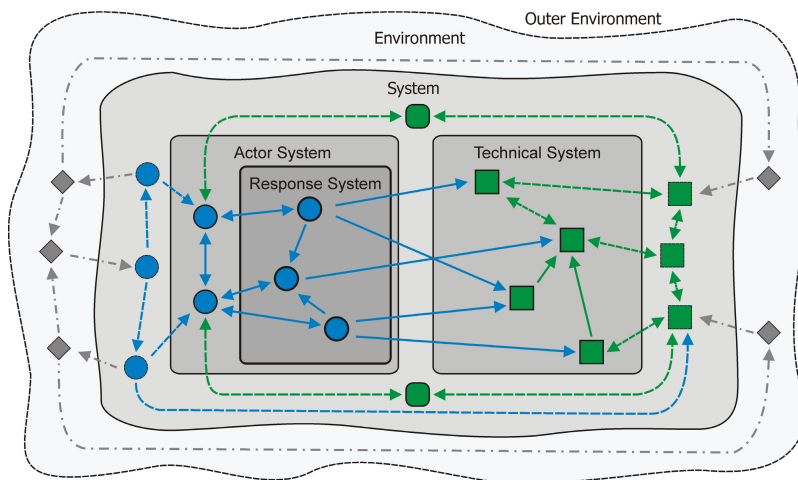 Outer Environment
Environment
System
Actor System
Technical System
Response System